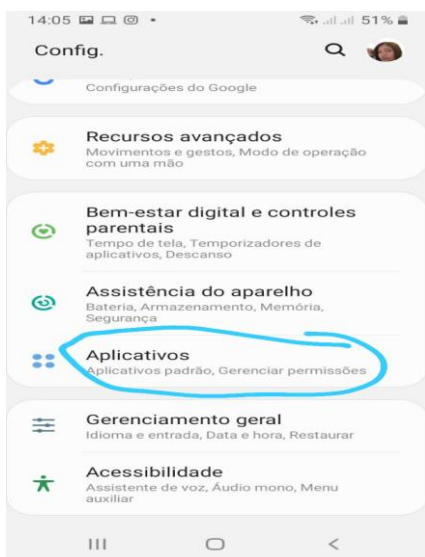 14:05
51%
Config.
Configurações do Google
Recursos avançados
Movimentos e gestos, Modo de operação
com uma mão
Bem-estar digital e controles
parentais
Tempo de tela, Temporizadores de
aplicativos, Descanso
Assistência do aparelho
Bateria, Armazenamento, Memória,
Segurança
Aplicativos
Aplicativos padrão, Gerenciar permissões
Gerenciamento geral
Idioma e entrada, Data e hora, Restaurar
Acessibilidade
Assistente de voz, Áudio mono, Menu
auxiliar